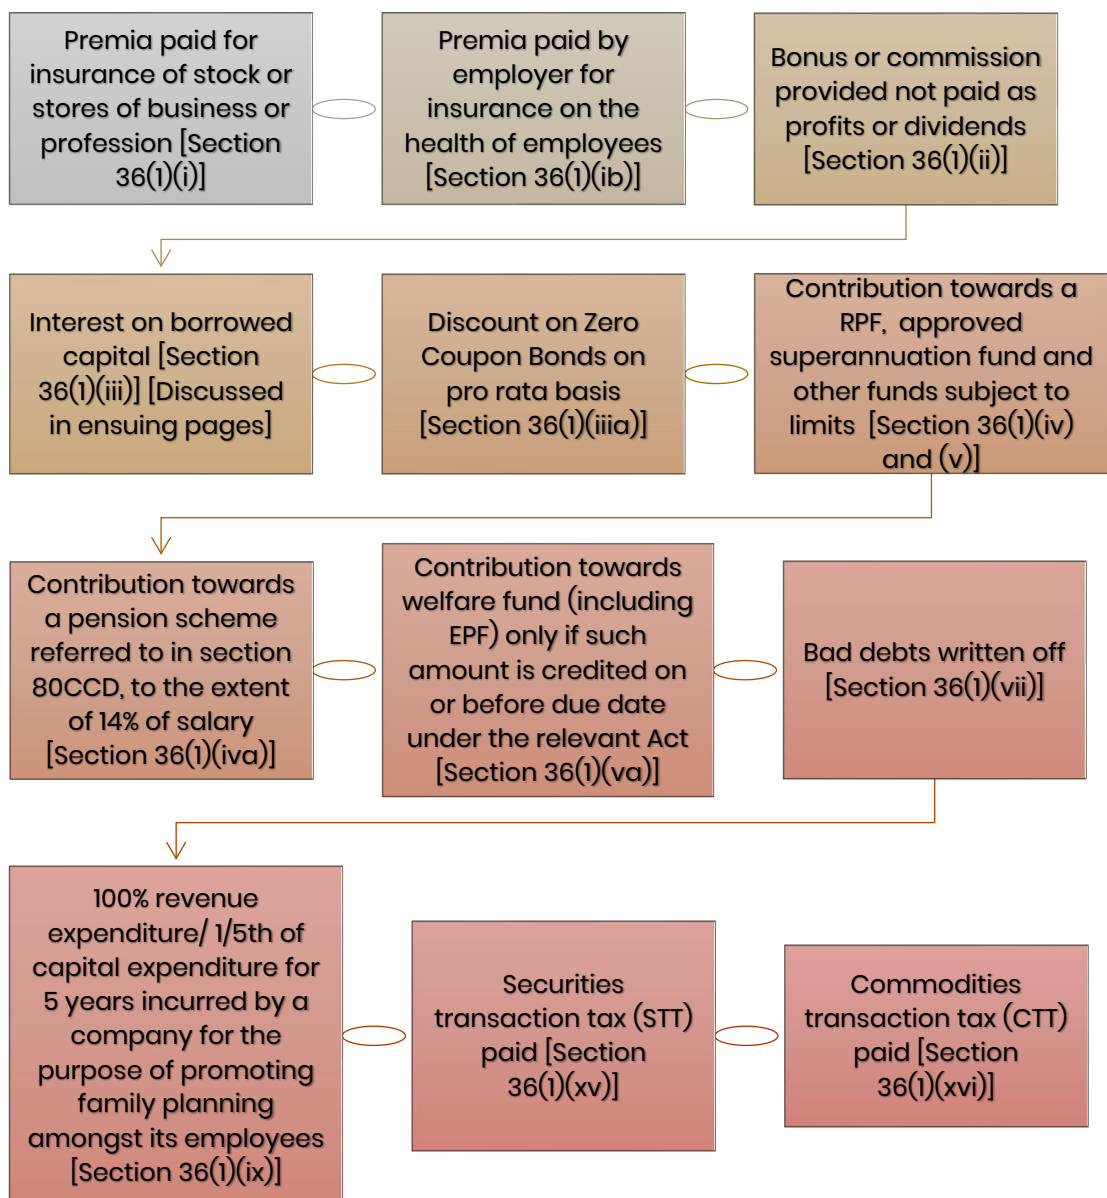 Premia paid for
insurance of stock or
stores of business or
profession [Section
36(1)(i)]
Premia paid by
employer for
insurance on the
health of employees
[Section 36(1)(ib)]
Bonus or commission
provided not paid as
profits or dividends
[Section 36(1)(ii)]
Interest on borrowed
capital [Section
36(1)(iii)] [Discussed
in ensuing pages]
Discount on Zero
Coupon Bonds on
pro rata basis
[Section 36(1)(iiia)]
Contribution towards a
RPF, approved
superannuation fund and
other funds subject to
limits [Section 36(1)(iv)
and (v)]
Contribution towards
a pension scheme
referred to in section
80CCD, to the extent
of 14% of salary
[Section 36(1)(iva)]
Contribution towards
welfare fund (including
EPF) only if such
amount is credited on
or before due date
under the relevant Act
[Section 36(1)(va)]
Bad debts written off
[Section 36(1)(vii)]
100% revenue
expenditure/ 1/5th of
capital expenditure for
5 years incurred by a
company for the
purpose of promoting
family planning
amongst its employees
[Section 36(1)(ix)]
Securities
transaction tax (STT)
paid [Section
36(1)(xv)]
Commodities
transaction tax (CTT)
paid [Section
36(1)(xvi)]